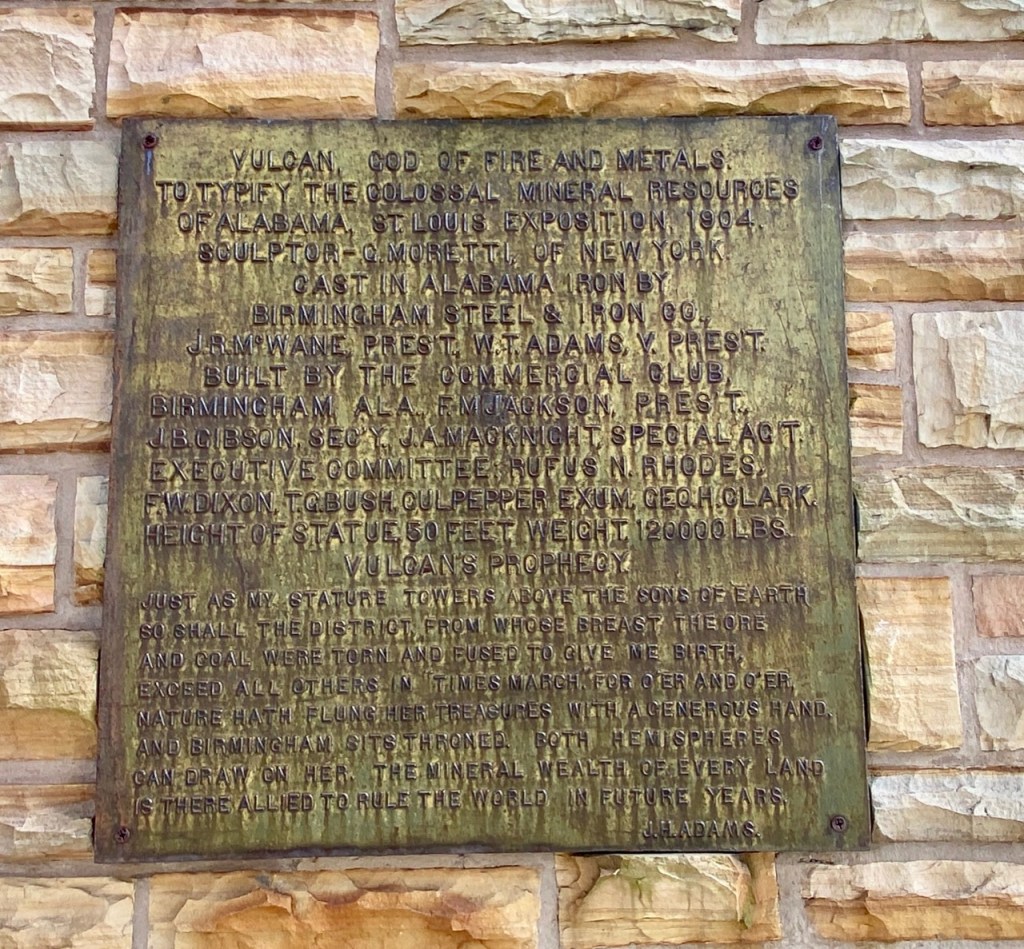 VULCAN, GOD OF FIRE AND METALS.
TO TYPIFY THE COLOSSAL MINERAL RESOURCES
OF ALABAMA, ST. LOUIS EXPOSITION, 1904.
SCULPTOR-G. MORETTI, OF NEW YORK.
CAST IN ALABAMA IRON BY
BIRMINGHAM STEEL & IRON CO.,
J.R. McWANE, PRES'T. W.T. ADAMS, V. PRES'T.
BUILT BY THE COMMERCIAL CLUB,
BIRMINGHAM, ALA., F.M. JACKSON, PRES'T.,
J.B. GIBSON, SEC'Y. J.A. MACKNIGHT, SPECIAL AG'T.
EXECUTIVE COMMITTEE: RUFUS N. RHODES,
F.W. DIXON, T.G. BUSH, CULPEPPER EXUM, GEO. H. CLARK.
HEIGHT OF STATUE, 50 FEET, WEIGHT, 120000 LBS.
VULCAN'S PROPHECY.
JUST AS MY STATURE TOWERS ABOVE THE SONS OF EARTH
SO SHALL THE DISTRICT, FROM WHOSE BREAST THE ORE
AND COAL WERE TORN AND FUSED TO GIVE ME BIRTH,
EXCEED ALL OTHERS IN TIMES MARCH, FOR O'ER AND O'ER,
NATURE HATH FLUNG HER TREASURES WITH A GENEROUS HAND,
AND BIRMINGHAM SITS THRONED. BOTH HEMISPHERES
CAN DRAW ON HER. THE MINERAL WEALTH OF EVERY LAND
IS THERE ALLIED TO RULE THE WORLD IN FUTURE YEARS.
J.H. ADAMS.